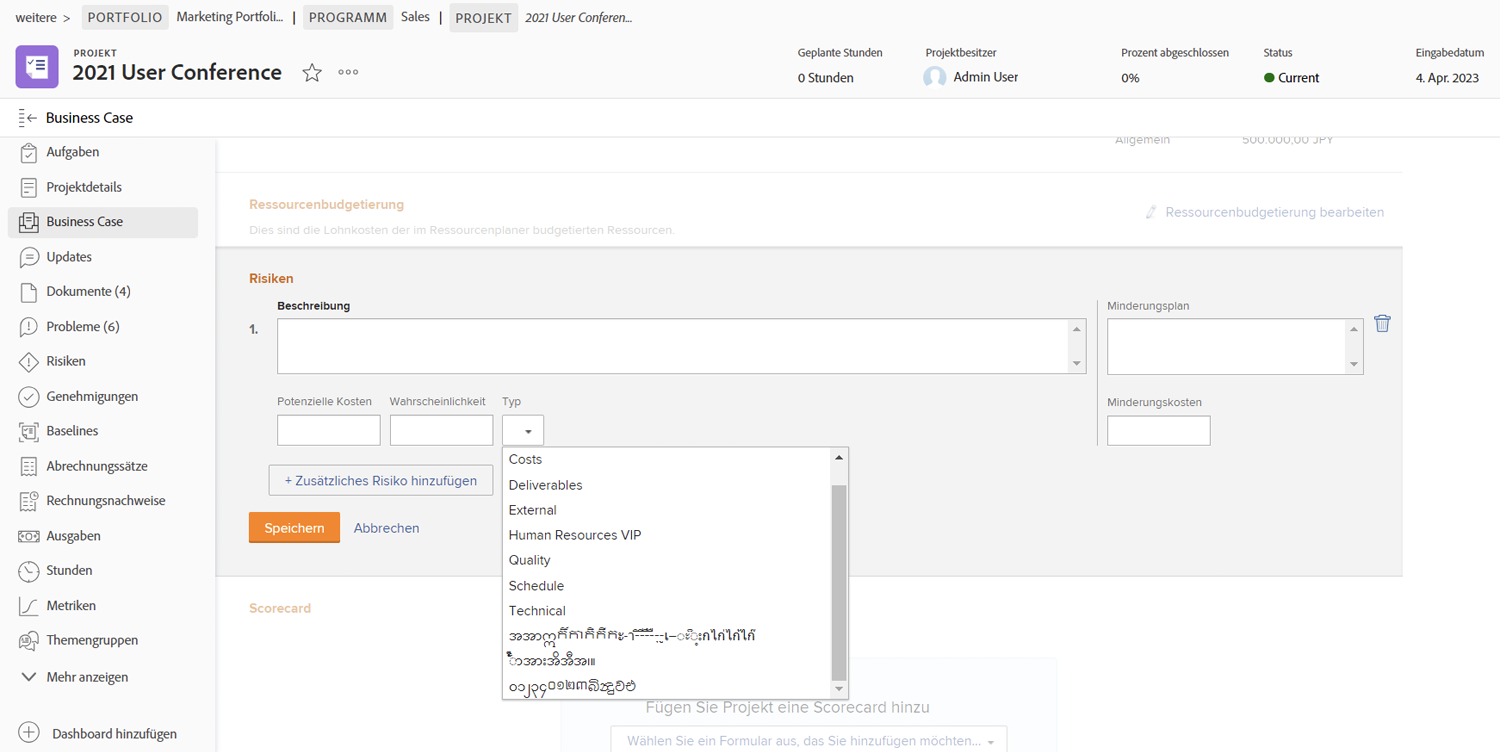 weitere > PORTFOLIO Marketing Portfoli... | PROGRAMM Sales | PROJEKT 2021 User Conferen...
PROJEKT
2021 User Conference
Geplante Stunden
0 Stunden
Projektbesitzer
Admin User
Prozent abgeschlossen
0%
Status
Current
Eingabedatum
4. Apr. 2023
Business Case
Aufgaben
Projektdetails
Business Case
Updates
Dokumente (4)
Probleme (6)
Risiken
Genehmigungen
Baselines
Abrechnungssätze
Rechnungsnachweise
Ausgaben
Stunden
Metriken
Themengruppen
Mehr anzeigen
Dashboard hinzufügen
Allgemein 500.000,00 JPY
Ressourcenbudgetierung
Ressourcenbudgetierung bearbeiten
Dies sind die Lohnkosten der im Ressourcenplaner budgetierten Ressourcen.
Risiken
Beschreibung
1.
Minderungsplan
Potenzielle Kosten Wahrscheinlichkeit Typ
Minderungskosten
+ Zusätzliches Risiko hinzufügen
Speichern Abbrechen
Costs
Deliverables
External
Human Resources VIP
Quality
Schedule
Technical
Scorecard
Fügen Sie Projekt eine Scorecard hinzu
Wählen Sie ein Formular aus, das Sie hinzufügen möchten...